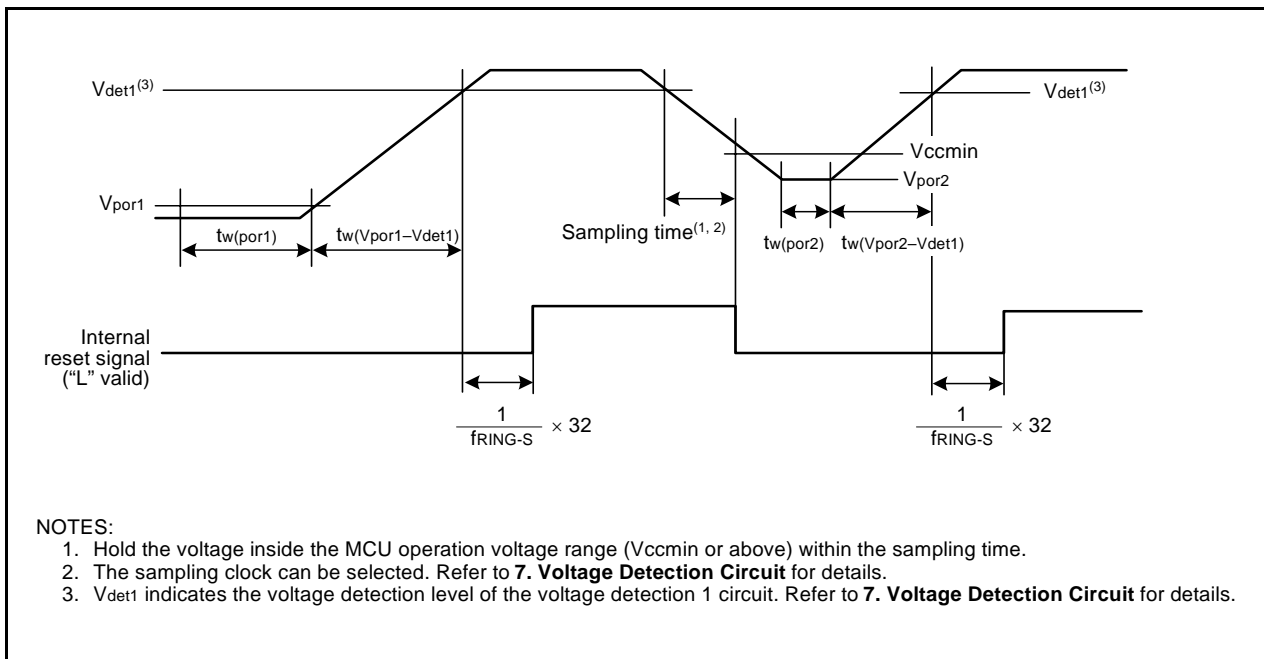 Vdet1(3)
Vdet1(3)
Vccmin
Vpor1
Vpor2
tw(por1)
tw(Vpor1–Vdet1)
Sampling time(1, 2)
tw(por2)
tw(Vpor2–Vdet1)
Internal
reset signal
(“L” valid)
1
fRING-S
× 32
1
fRING-S
× 32
NOTES:
1. Hold the voltage inside the MCU operation voltage range (Vccmin or above) within the sampling time.
2. The sampling clock can be selected. Refer to 7. Voltage Detection Circuit for details.
3. Vdet1 indicates the voltage detection level of the voltage detection 1 circuit. Refer to 7. Voltage Detection Circuit for details.